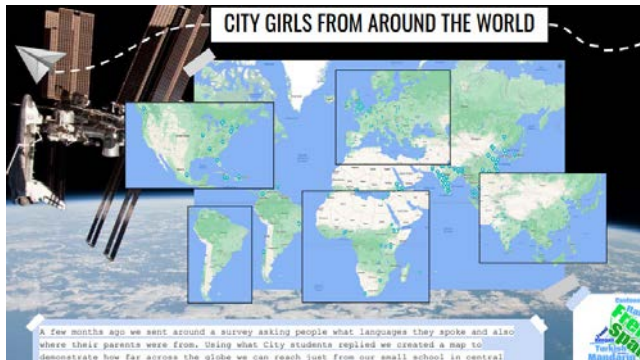 CITY GIRLS FROM AROUND THE WORLD
A few months ago we sent around a survey asking people what languages they spoke and also
where their parents were from. Using what City students replied we created a map to
demonstrate how far across the globe we can reach just from our small school in central
Turkish
Mandarin